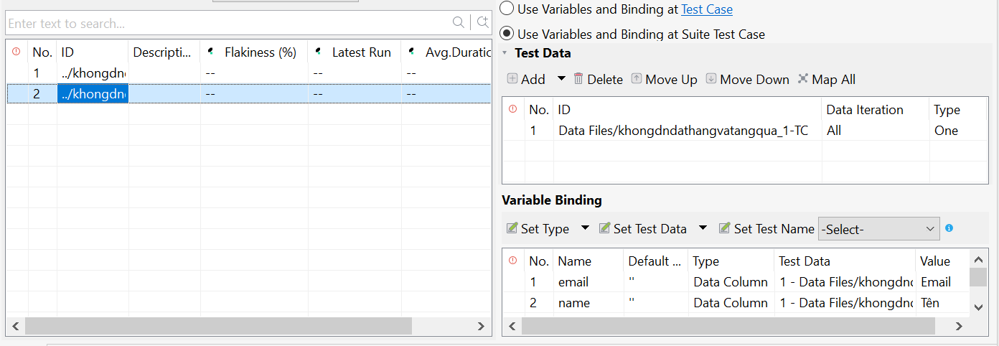 Enter text to search...
No. ID Descripti... Flakiness (%) Latest Run Avg.Duratio
1 ../khongdn -- -- --
2 ../khongdn -- -- --
Use Variables and Binding at Test Case
Use Variables and Binding at Suite Test Case
Test Data
Add Delete Move Up Move Down Map All
No. ID Data Iteration Type
1 Data Files/khongdndathangvatangqua_1-TC All One
Variable Binding
Set Type Set Test Data Set Test Name -Select-
No. Name Default ... Type Test Data Value
1 email '' Data Column 1 - Data Files/khongdnd Email
2 name '' Data Column 1 - Data Files/khongdnd Tên